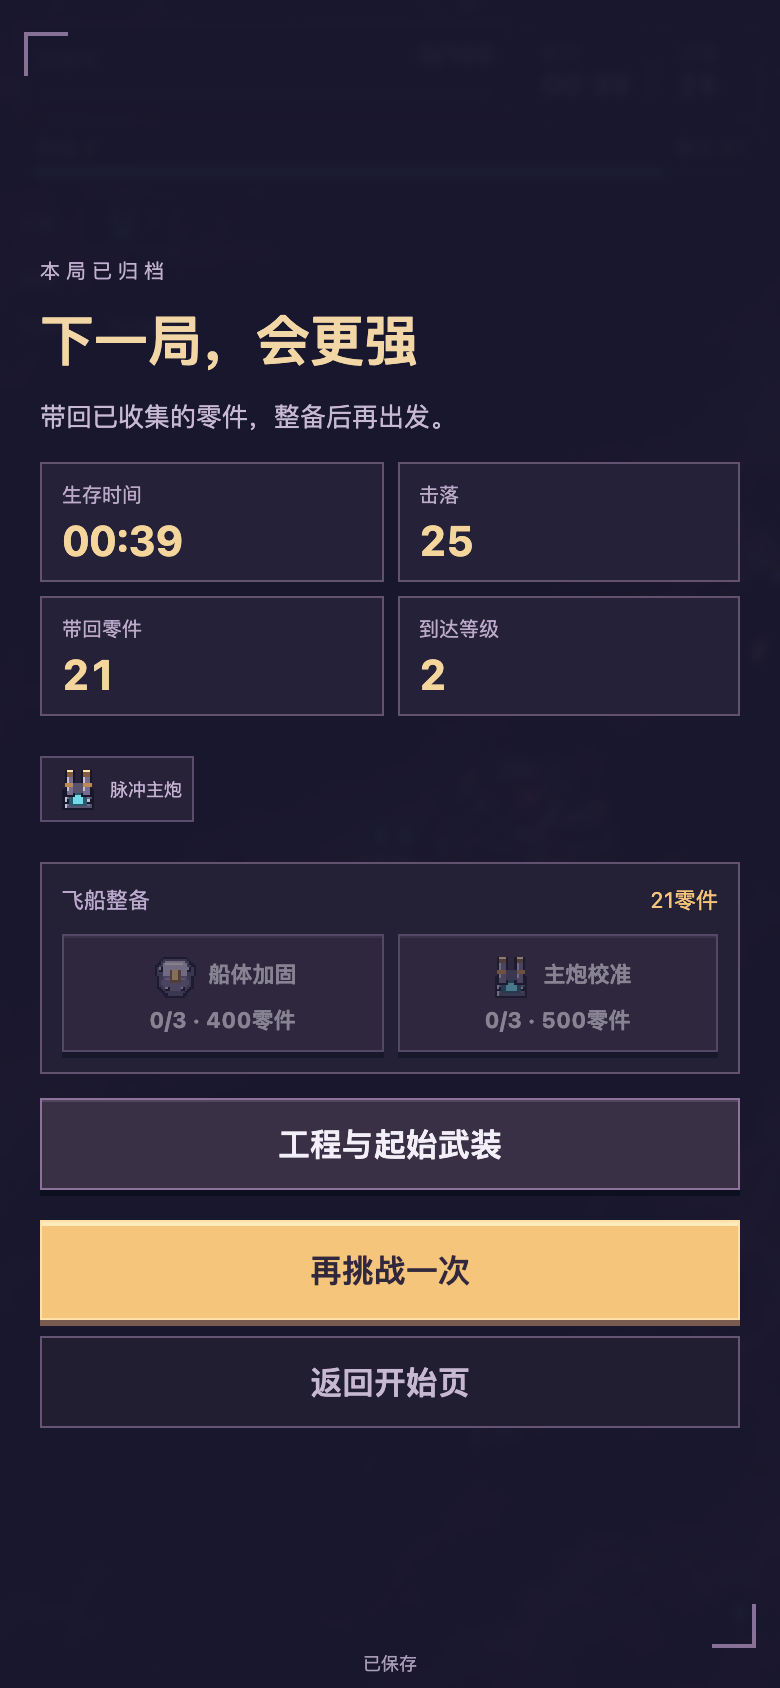 本局已归档
下一局，会更强
带回已收集的零件，整备后再出发。
生存时间
00:39
击落
25
带回零件
21
到达等级
2
脉冲主炮
飞船整备
21零件
船体加固
0/3 · 400零件
主炮校准
0/3 · 500零件
工程与起始武装
再挑战一次
返回开始页
已保存